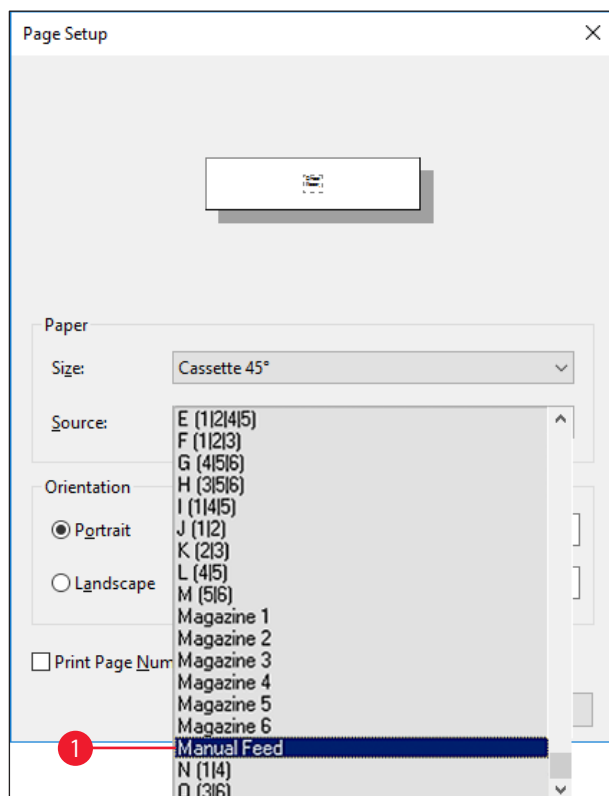 Page Setup
Paper
Size:
Cassette 45°
Source:
E (1|2|4|5)
F (1|2|3)
G (4|5|6)
H (3|5|6)
I (1|4|5)
Orientation
Portrait
J (1|2)
K (2|3)
L (4|5)
Landscape
M (5|6)
Magazine 1
Magazine 2
Print Page Num
Magazine 3
Magazine 4
Magazine 5
Magazine 6
1
Manual Feed
N (1|4)
O (3|6)